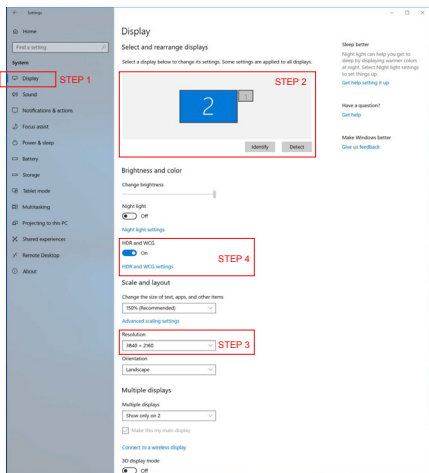 Settings
Home
Find a setting
System
Display
STEP 1
Sound
Notifications & actions
Focus assist
Power & sleep
Battery
Storage
Tablet mode
Multitasking
Projecting to this PC
Shared experiences
Remote Desktop
About
Display
Select and rearrange displays
Select a display below to change its settings. Some settings are applied to all displays.
STEP 2
2
1
Identify
Detect
Brightness and color
Change brightness
Night light
Off
Night light settings
HDR and WCG
On
STEP 4
HDR and WCG settings
Scale and layout
Change the size of text, apps, and other items
150% (Recommended)
Advanced scaling settings
Resolution
3840 × 2160
STEP 3
Orientation
Landscape
Multiple displays
Multiple displays
Show only on 2
Make this my main display
Connect to a wireless display
3D display mode
Off
Sleep better
Night light can help you get to
sleep by displaying warmer colors
at night. Select Night light settings
to set things up.
Get help setting it up
Have a question?
Get help
Make Windows better
Give us feedback